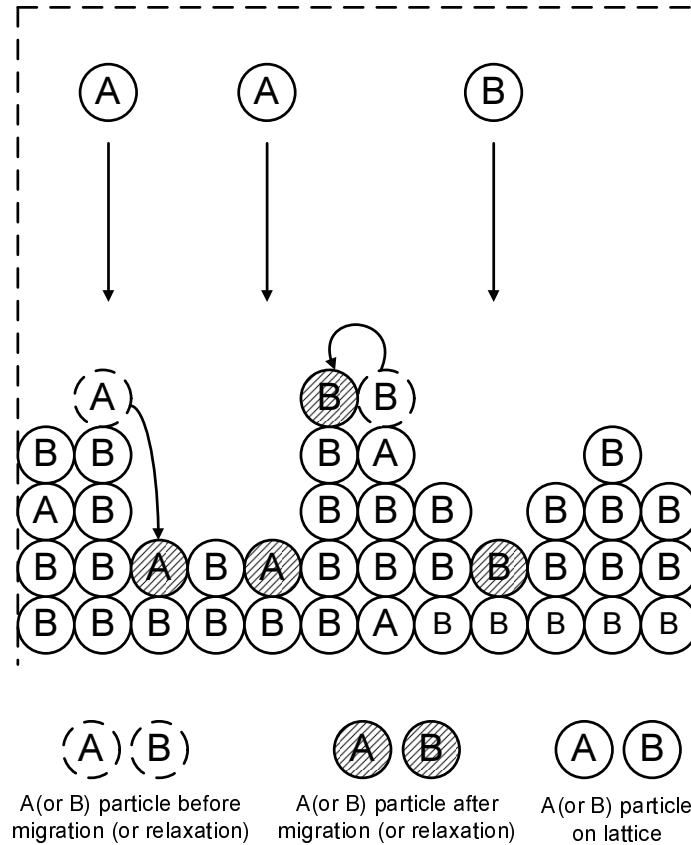 A A B
A B B
B B B A B
A B B B B B B B
B B A B A B B B B B B B
B B B B B B A B B B B B
A B A B A B
A(or B) particle before
migration (or relaxation)
A(or B) particle after
migration (or relaxation)
A(or B) particle
on lattice